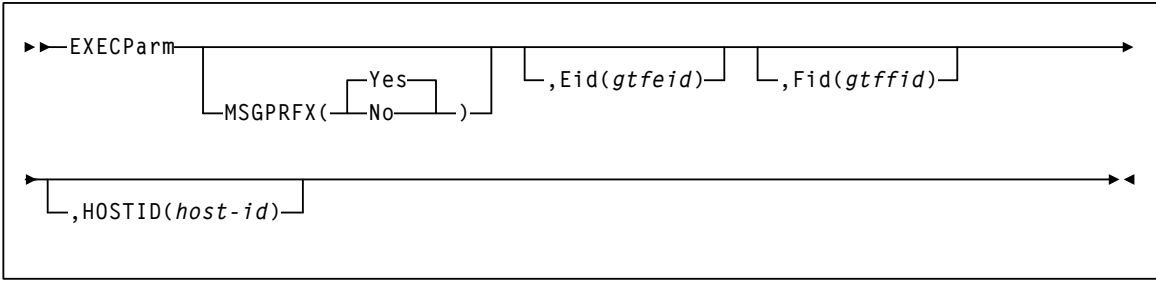 EXECParm
Yes
,Eid(gtfeid) ,Fid(gtffid)
MSGPRFX( No )
,HOSTID(host-id)